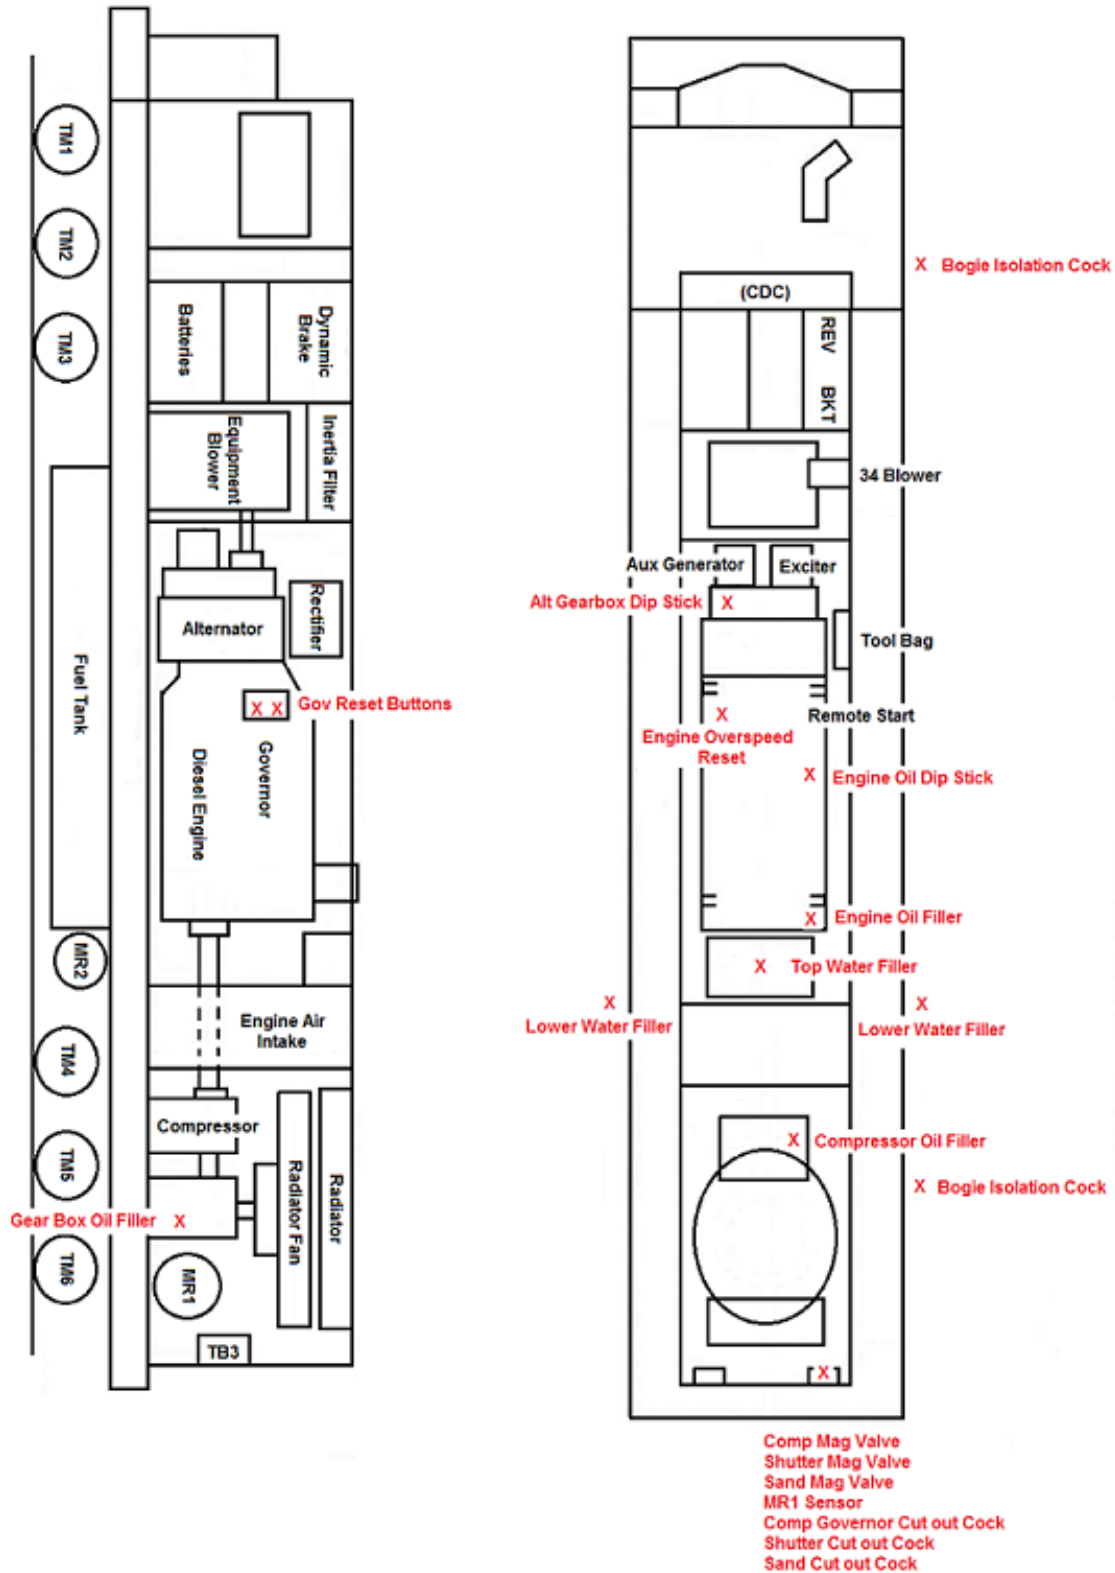 TM1
TM2
TM3
Batteries
Dynamic
Brake
Equipment
Blower
Inertia Filter
Alternator
Rectifier
Fuel Tank
X X Gov Reset Buttons
Governor
Diesel Engine
MR2
TM4
Engine Air
Intake
Compressor
TM5
Gear Box Oil Filler X
Radiator Fan
Radiator
TM6
MR1
TB3
X Bogie Isolation Cock
(CDC)
REV
BKT
34 Blower
Aux Generator
Exciter
Alt Gearbox Dip Stick X
Tool Bag
X
Remote Start
Engine Overspeed
Reset
X Engine Oil Dip Stick
X Engine Oil Filler
X Top Water Filler
X
Lower Water Filler
X
Lower Water Filler
X Compressor Oil Filler
X Bogie Isolation Cock
X
Comp Mag Valve
Shutter Mag Valve
Sand Mag Valve
MR1 Sensor
Comp Governor Cut out Cock
Shutter Cut out Cock
Sand Cut out Cock